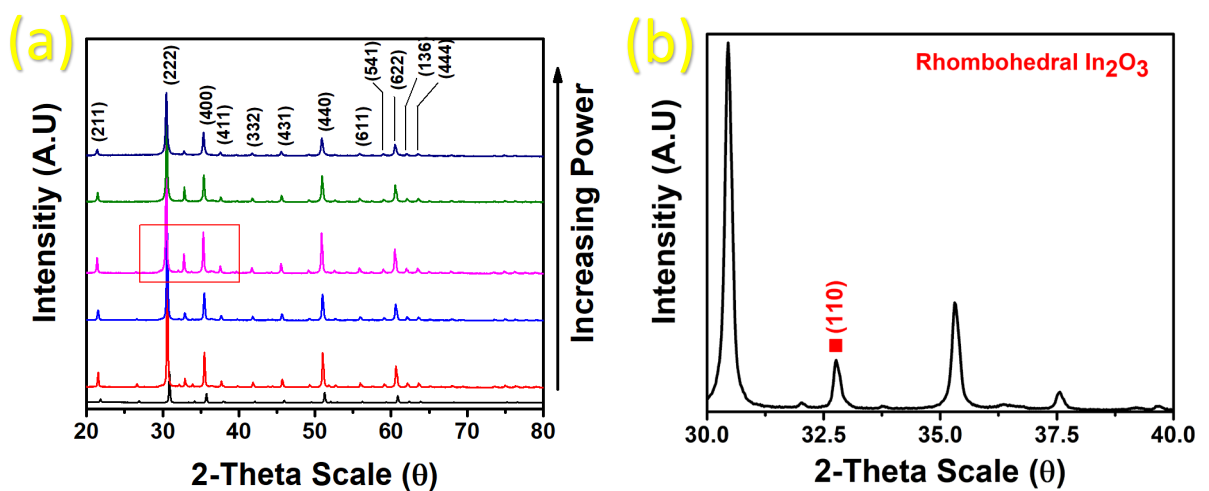 (a)
Intensitiy (A.U)
(211)
(222)
(400)
(411)
(332)
(431)
(440)
(611)
(541)
(622)
(136)
(444)
20 30 40 50 60 70 80
2-Theta Scale (θ)
Increasing Power
(b)
Intensitiy (A.U)
Rhombohedral In₂O₃
(110)
30.0 32.5 35.0 37.5 40.0
2-Theta Scale (θ)